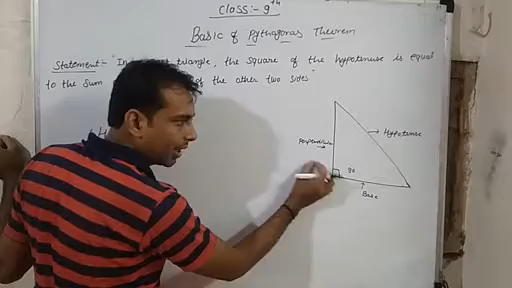 Class:- 9th
Basic of Pythagoras Theorem
Statement:- "In triangle, the square of the hypotenuse is equal
to the sum of the other two sides"
Hypotenuse
Perpendicular
90
Base